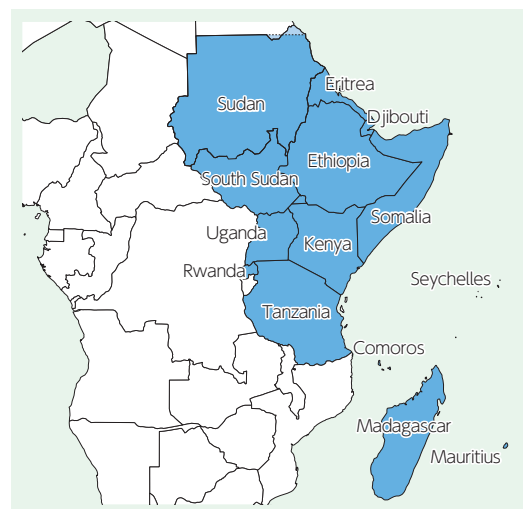 Eritrea
Sudan
Djibouti
Ethiopia
South Sudan
Somalia
Uganda
Kenya
Rwanda
Seychelles
Tanzania
Comoros
Madagascar
Mauritius